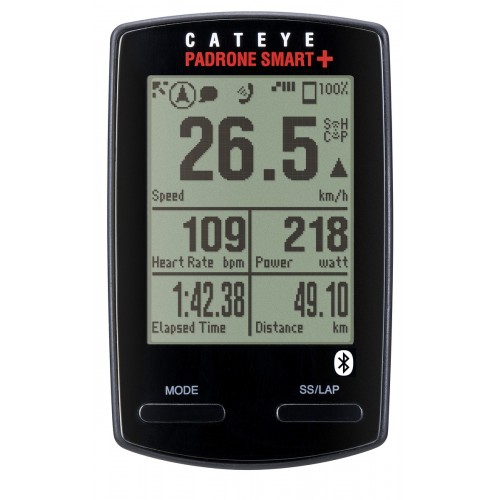 CATEYE
PADRONE SMART+
100%
S H
C P
26.5
Speed km/h
109 218
Heart Rate bpm Power watt
1:42.38 49.10
Elapsed Time Distance km
MODE SS/LAP